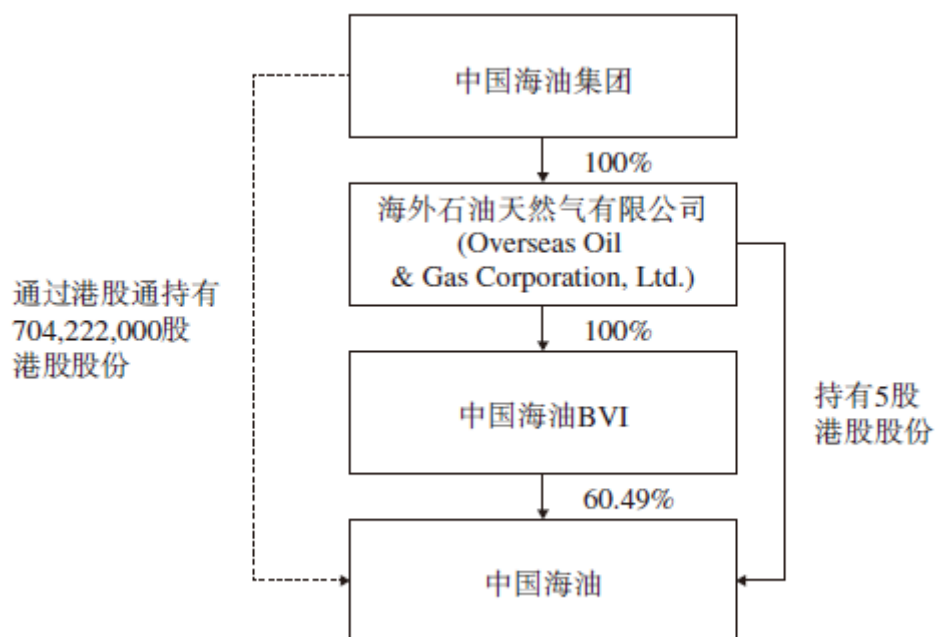 中国海油集团
100%
海外石油天然气有限公司
(Overseas Oil
& Gas Corporation, Ltd.)
通过港股通持有
704,222,000股
港股股份
100%
持有5股
港股股份
中国海油BVI
60.49%
中国海油